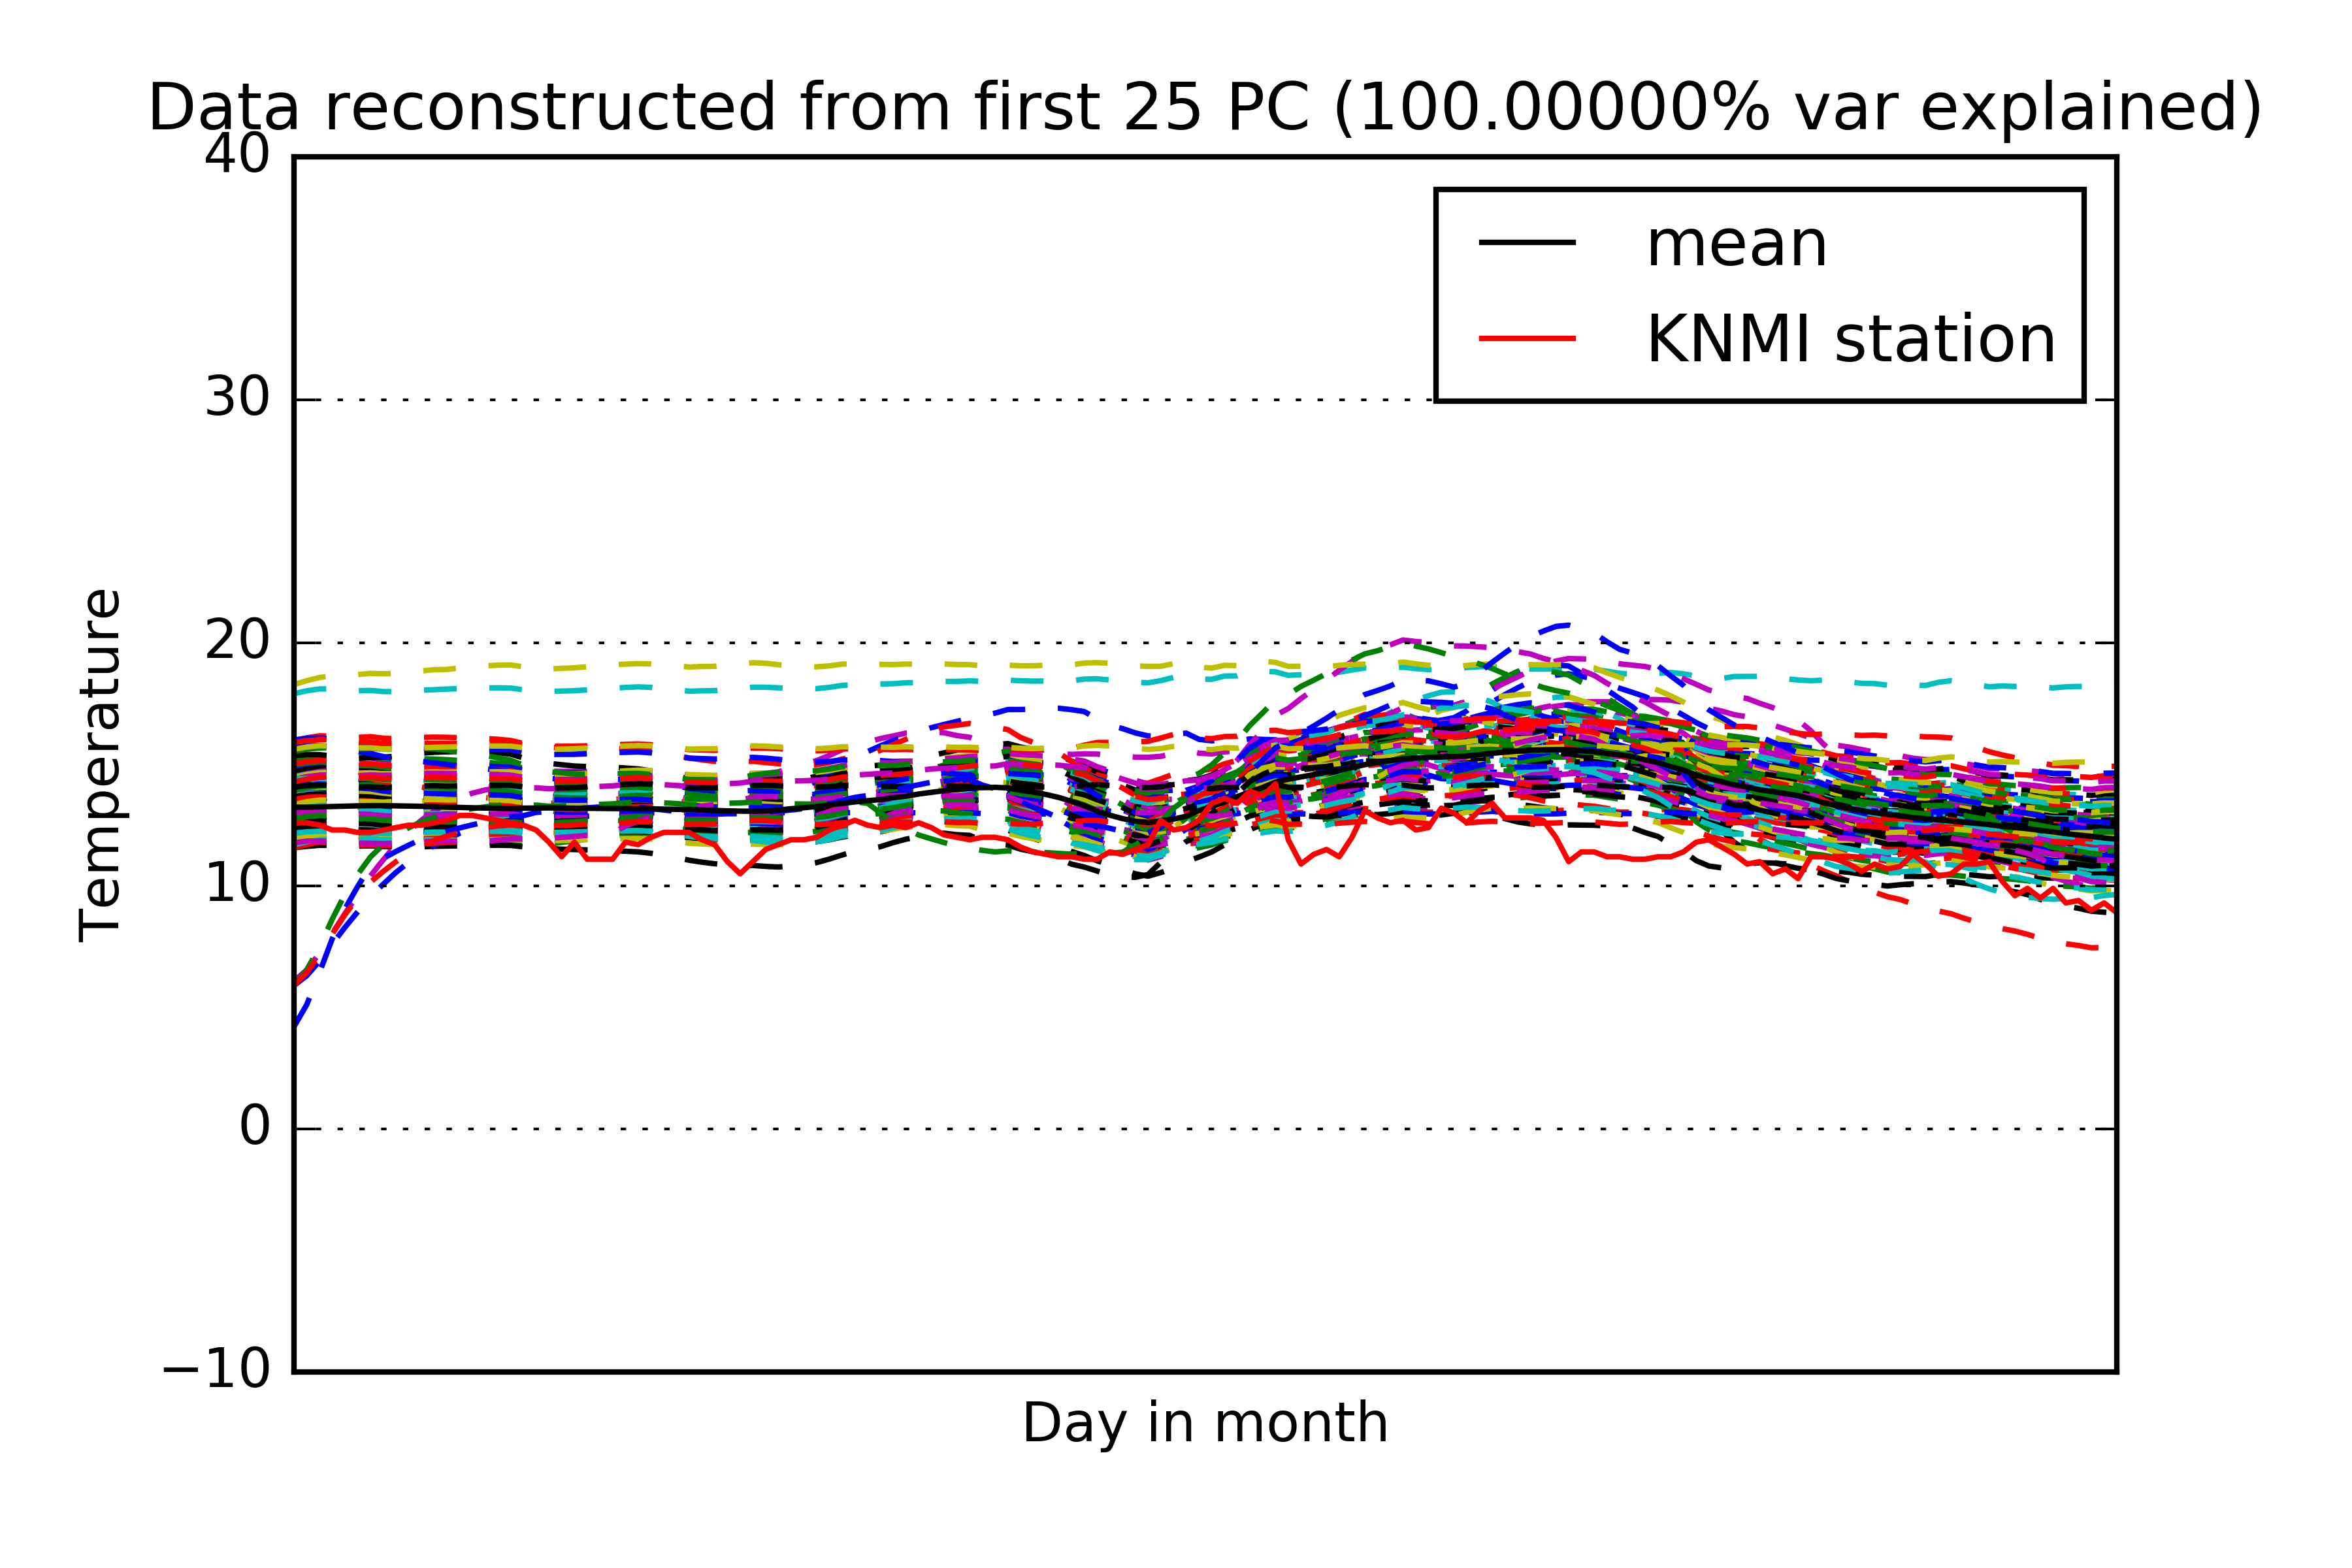 Data reconstructed from first 25 PC (100.00000% var explained)
40
30
20
10
0
−10
Temperature
mean
KNMI station
Day in month